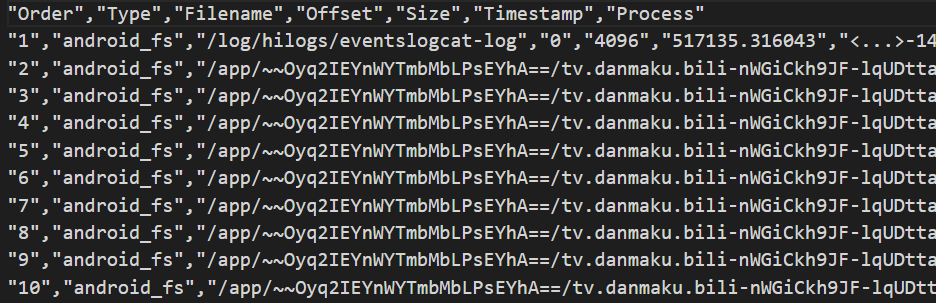 "Order","Type","Filename","Offset","Size","Timestamp","Process"
"1","android_fs","/log/hilogs/eventslogcat-log","0","4096","517135.316043","<...>-14
"2","android_fs","/app/~~Oyq2IEYnWYTmbMbLPsEYhA==/tv.danmaku.bili-nWGiCkh9JF-lqUDtta
"3","android_fs","/app/~~Oyq2IEYnWYTmbMbLPsEYhA==/tv.danmaku.bili-nWGiCkh9JF-lqUDtta
"4","android_fs","/app/~~Oyq2IEYnWYTmbMbLPsEYhA==/tv.danmaku.bili-nWGiCkh9JF-lqUDtta
"5","android_fs","/app/~~Oyq2IEYnWYTmbMbLPsEYhA==/tv.danmaku.bili-nWGiCkh9JF-lqUDtta
"6","android_fs","/app/~~Oyq2IEYnWYTmbMbLPsEYhA==/tv.danmaku.bili-nWGiCkh9JF-lqUDtta
"7","android_fs","/app/~~Oyq2IEYnWYTmbMbLPsEYhA==/tv.danmaku.bili-nWGiCkh9JF-lqUDtta
"8","android_fs","/app/~~Oyq2IEYnWYTmbMbLPsEYhA==/tv.danmaku.bili-nWGiCkh9JF-lqUDtta
"9","android_fs","/app/~~Oyq2IEYnWYTmbMbLPsEYhA==/tv.danmaku.bili-nWGiCkh9JF-lqUDtta
"10","android_fs","/app/~~Oyq2IEYnWYTmbMbLPsEYhA==/tv.danmaku.bili-nWGiCkh9JF-lqUDtt